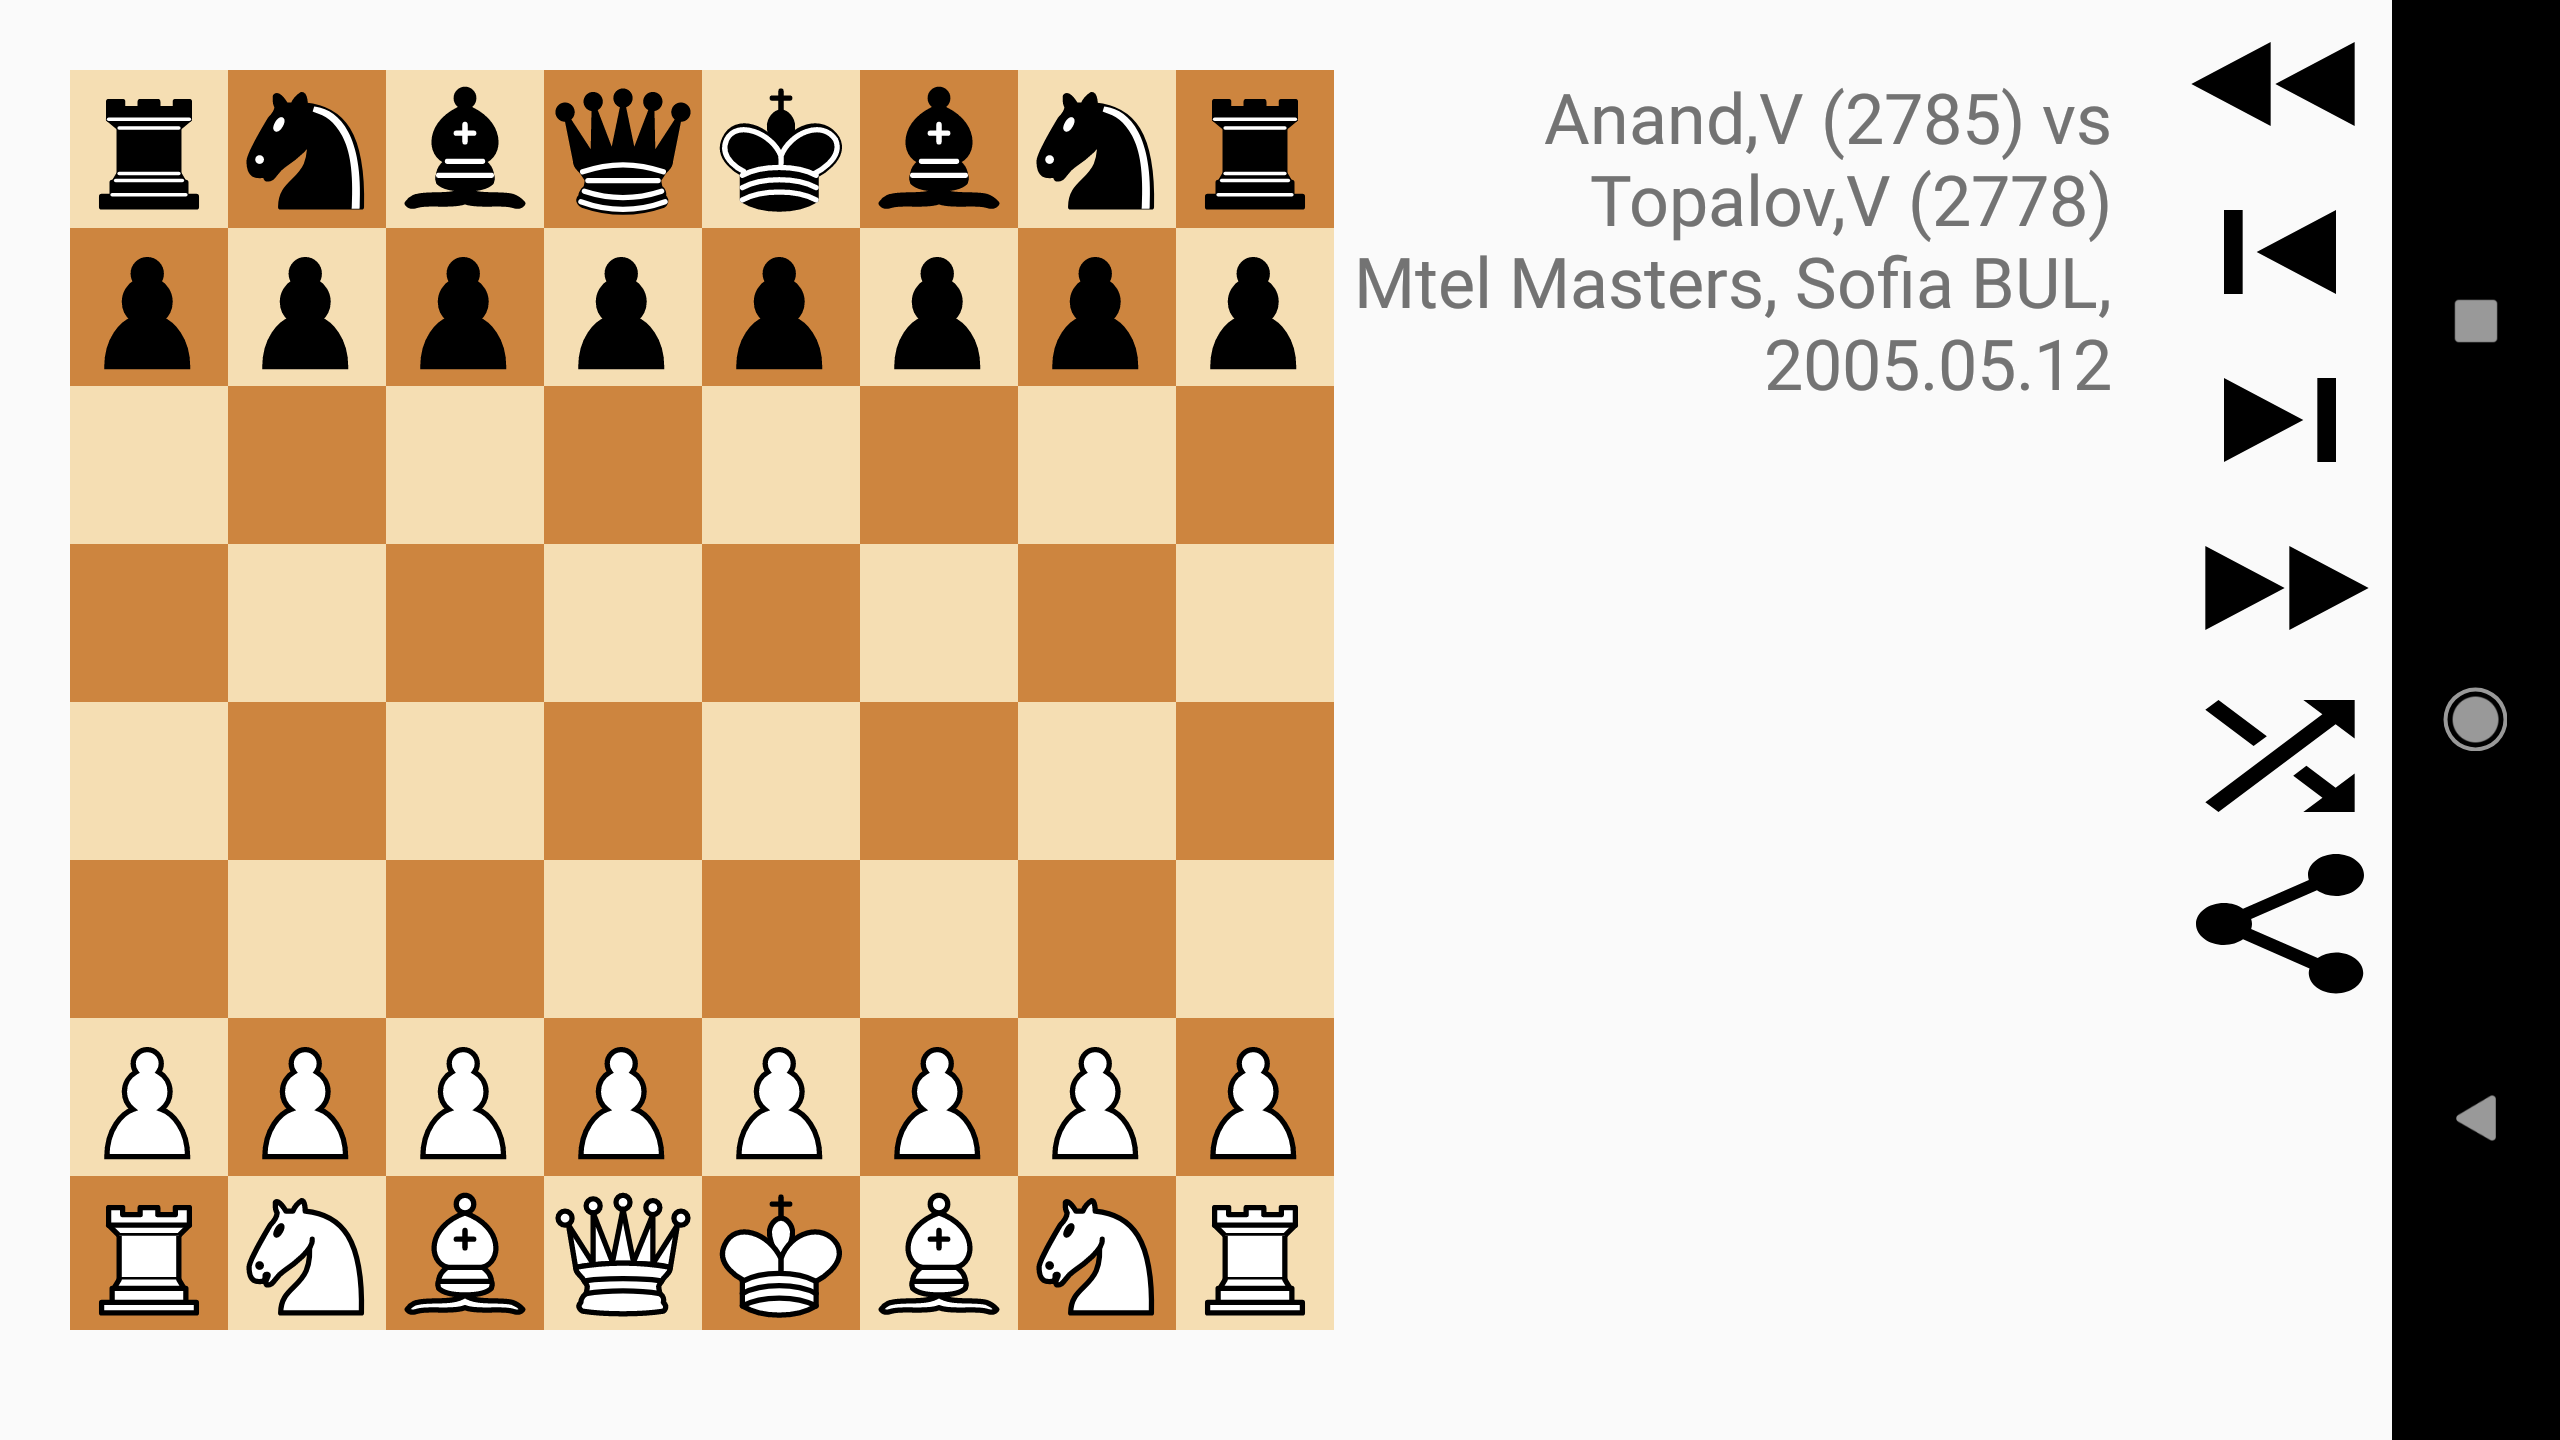 Anand,V (2785) vs
Topalov,V (2778)
Mtel Masters, Sofia BUL,
2005.05.12